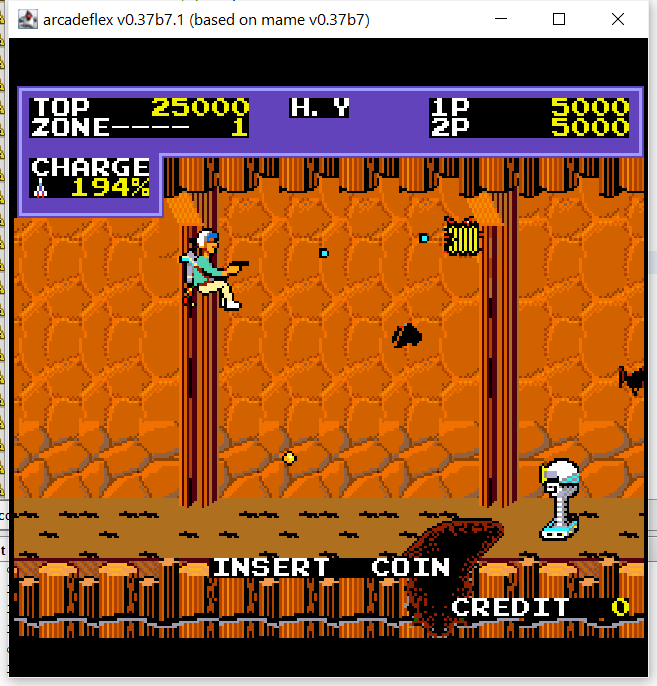 arcadeflex v0.37b7.1 (based on mame v0.37b7)
TOP 25000 H. Y 1P 5000
ZONE---- 1 2P 5000
CHARGE
194%
INSERT COIN
CREDIT 0